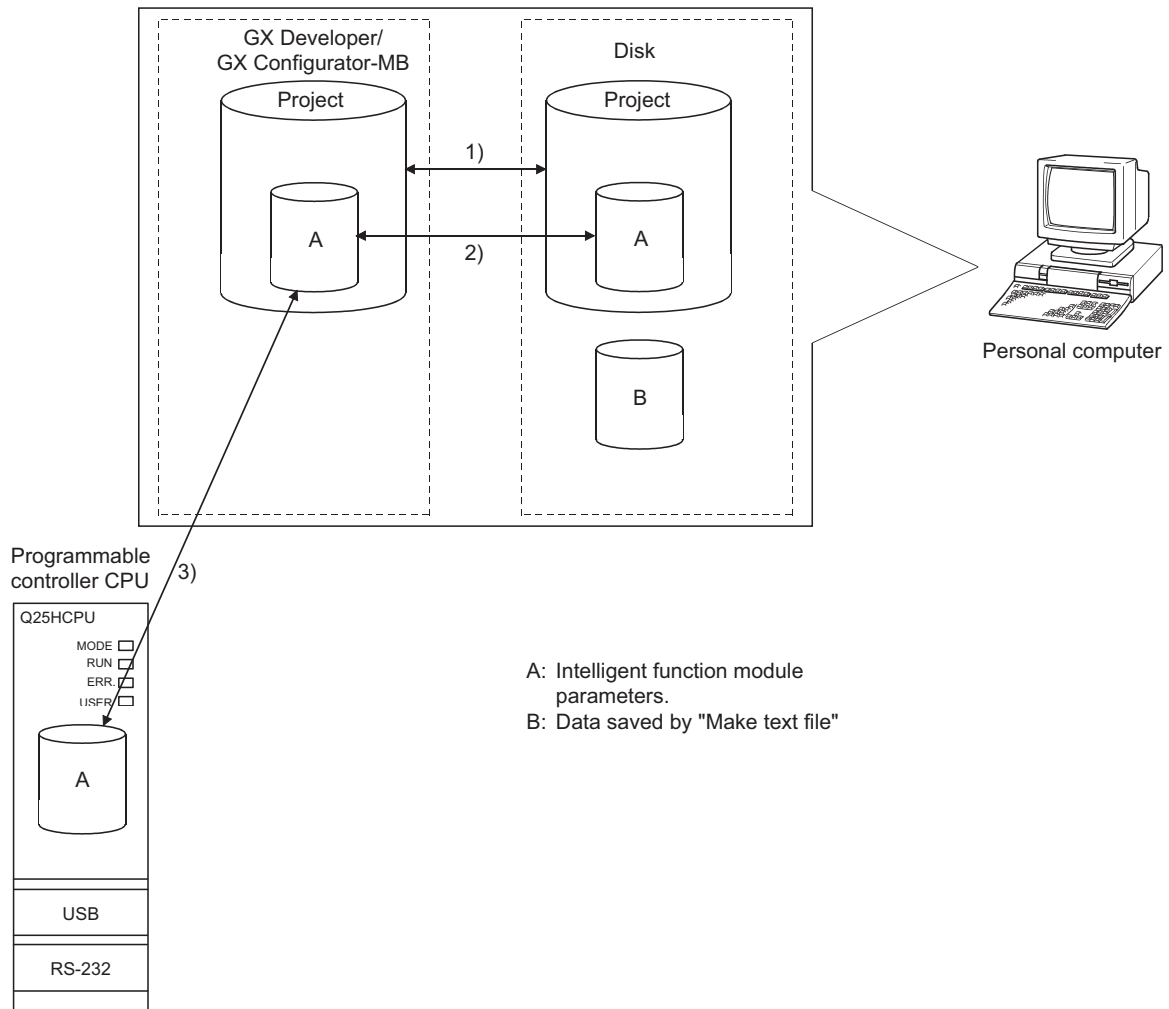 GX Developer/
GX Configurator-MB
Disk
Project
Project
1)
A
A
2)
B
Personal computer
Programmable
controller CPU
3)
Q25HCPU
MODE
RUN
ERR.
USER
A
USB
RS-232
A: Intelligent function module
parameters.
B: Data saved by "Make text file"